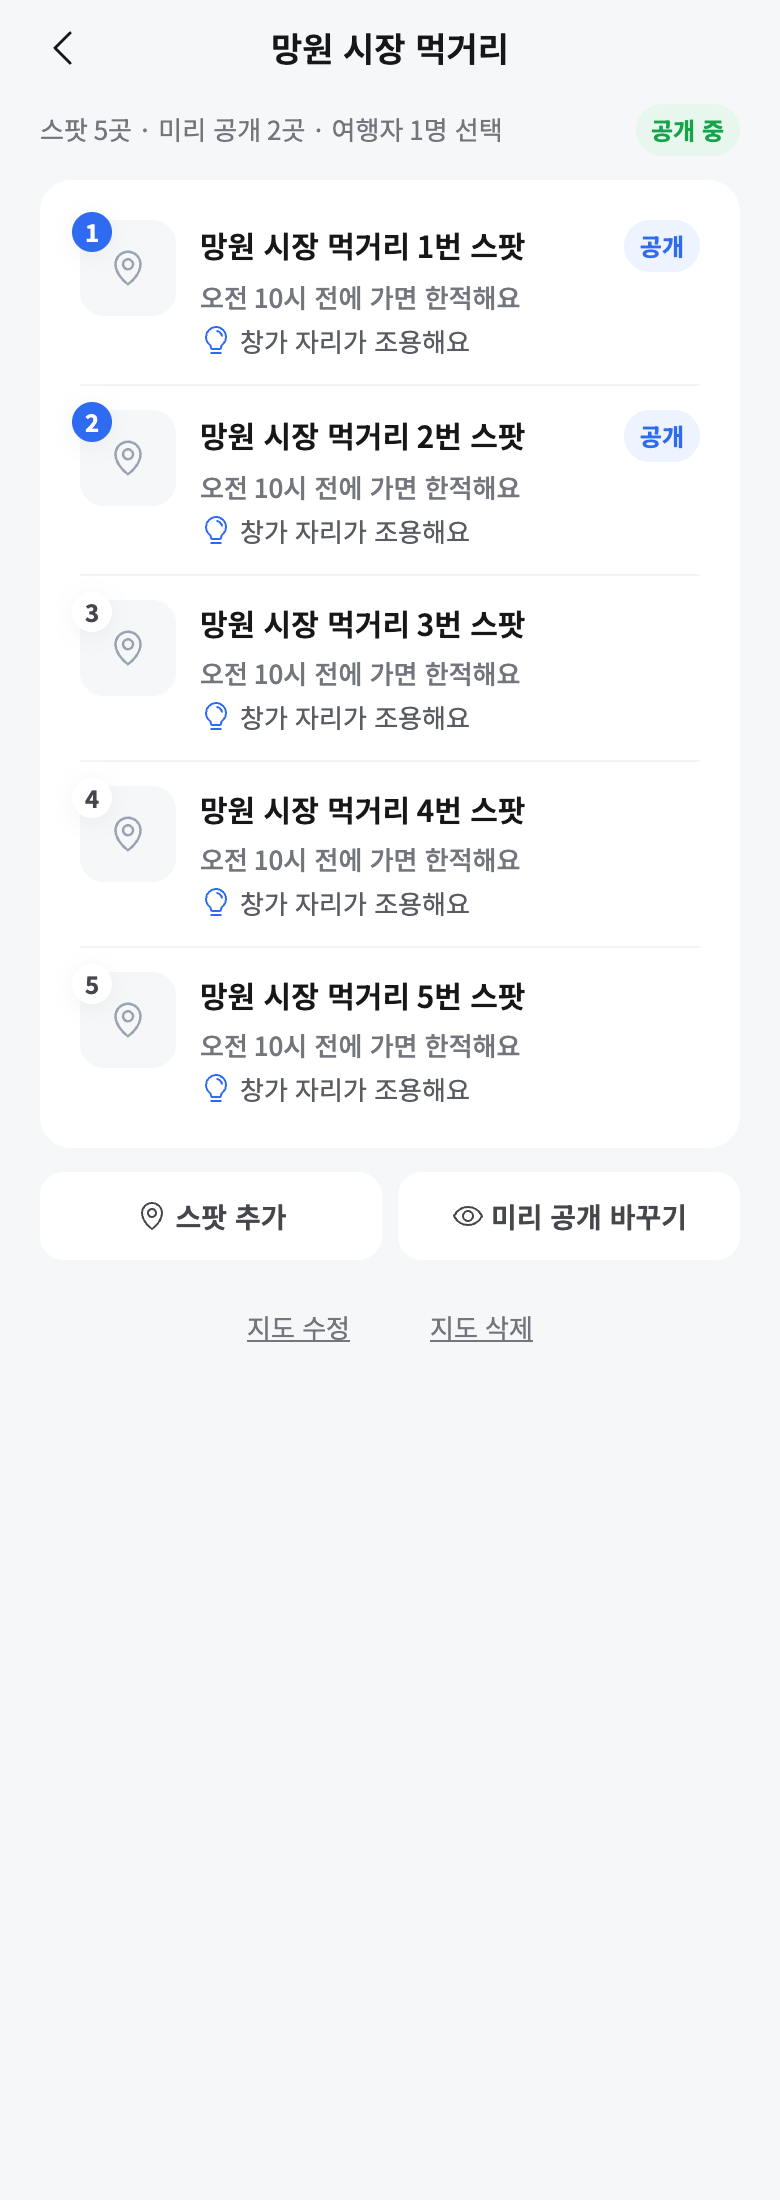 망원 시장 먹거리
스팟 5곳 · 미리 공개 2곳 · 여행자 1명 선택
공개 중
1
망원 시장 먹거리 1번 스팟
공개
오전 10시 전에 가면 한적해요
창가 자리가 조용해요
2
망원 시장 먹거리 2번 스팟
공개
오전 10시 전에 가면 한적해요
창가 자리가 조용해요
3
망원 시장 먹거리 3번 스팟
오전 10시 전에 가면 한적해요
창가 자리가 조용해요
4
망원 시장 먹거리 4번 스팟
오전 10시 전에 가면 한적해요
창가 자리가 조용해요
5
망원 시장 먹거리 5번 스팟
오전 10시 전에 가면 한적해요
창가 자리가 조용해요
스팟 추가
미리 공개 바꾸기
지도 수정
지도 삭제